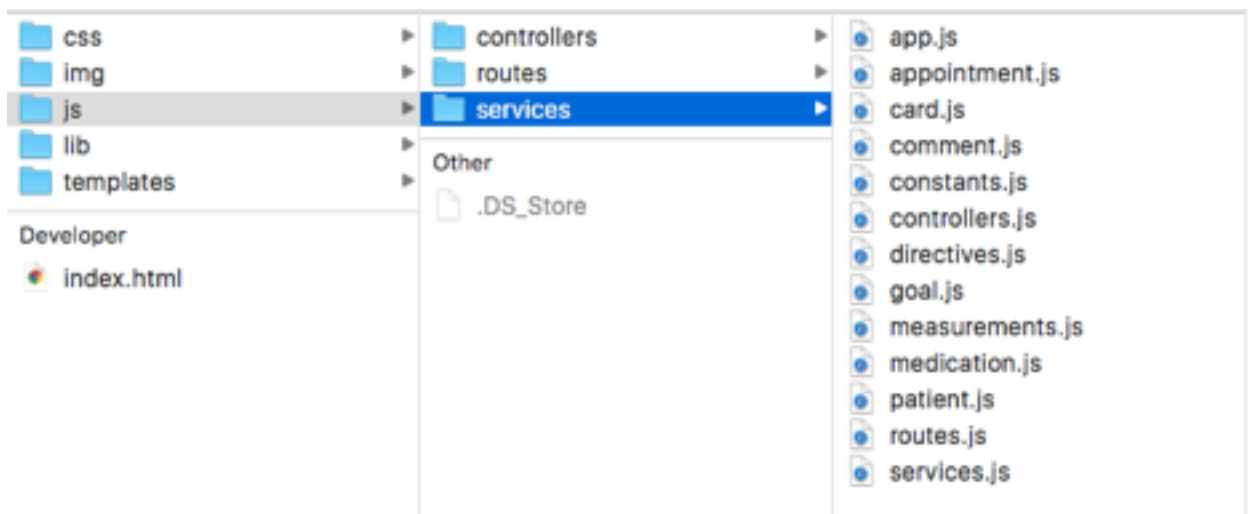 css
img
js
lib
templates
Developer
index.html
controllers
routes
services
Other
.DS_Store
app.js
appointment.js
card.js
comment.js
constants.js
controllers.js
directives.js
goal.js
measurements.js
medication.js
patient.js
routes.js
services.js